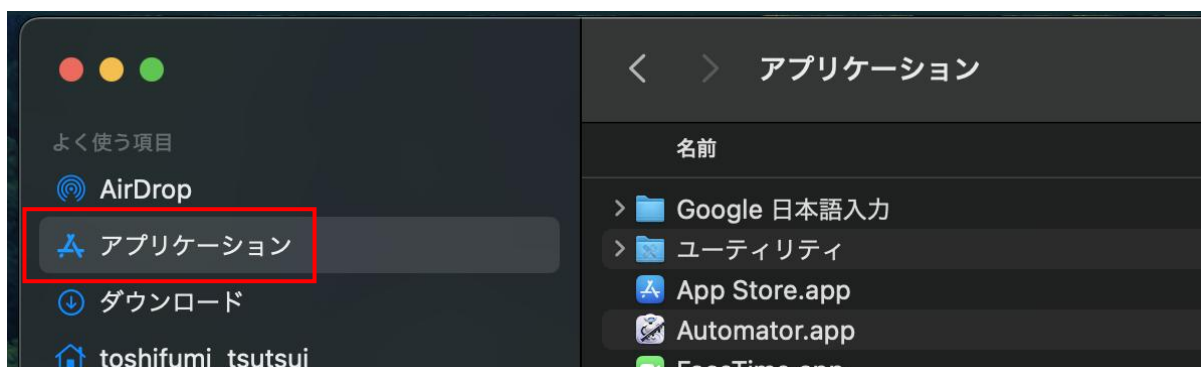 よく使う項目
AirDrop
アプリケーション
ダウンロード
toshifumi_tsutsui
アプリケーション
名前
Google 日本語入力
ユーティリティ
App Store.app
Automator.app
FaceTime.app